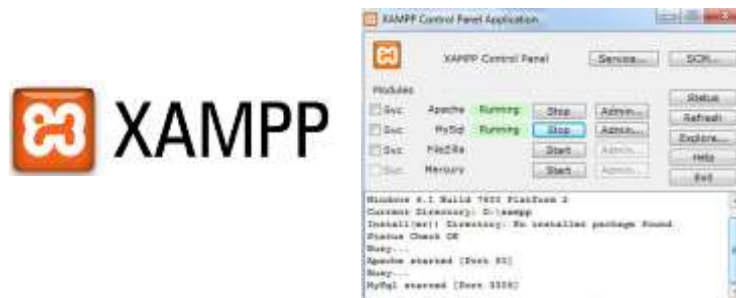 XAMPP
XAMPP Control Panel Application
XAMPP Control Panel
Service...
SCM...
Modules
Status
Svc Apache Running Stop Admin...
Refresh
Svc MySql Running Stop Admin...
Explore...
Svc FileZilla Start Admin...
Help
Svc Mercury Start Admin...
Exit
Windows 6.1 Build 7600 Platform 2
Current Directory: D:\xampp
Install(er) Directory: No installed package found
Status Check OK
Busy...
Apache started [Port 80]
Busy...
MySql started [Port 3306]